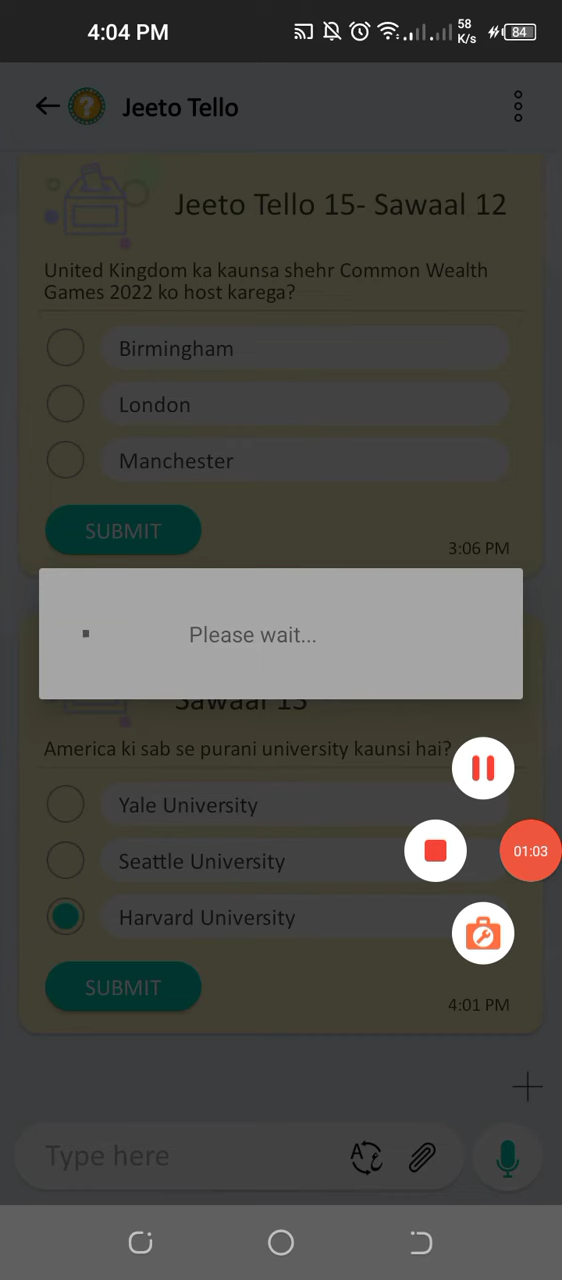 4:04 PM
58
K/s
84
Jeeto Tello
Jeeto Tello 15- Sawaal 12
United Kingdom ka kaunsa shehr Common Wealth
Games 2022 ko host karega?
Birmingham
London
Manchester
SUBMIT
3:06 PM
Please wait...
Sawaal 13
America ki sab se purani university kaunsi hai?
Yale University
Seattle University
01:03
Harvard University
SUBMIT
4:01 PM
Type here